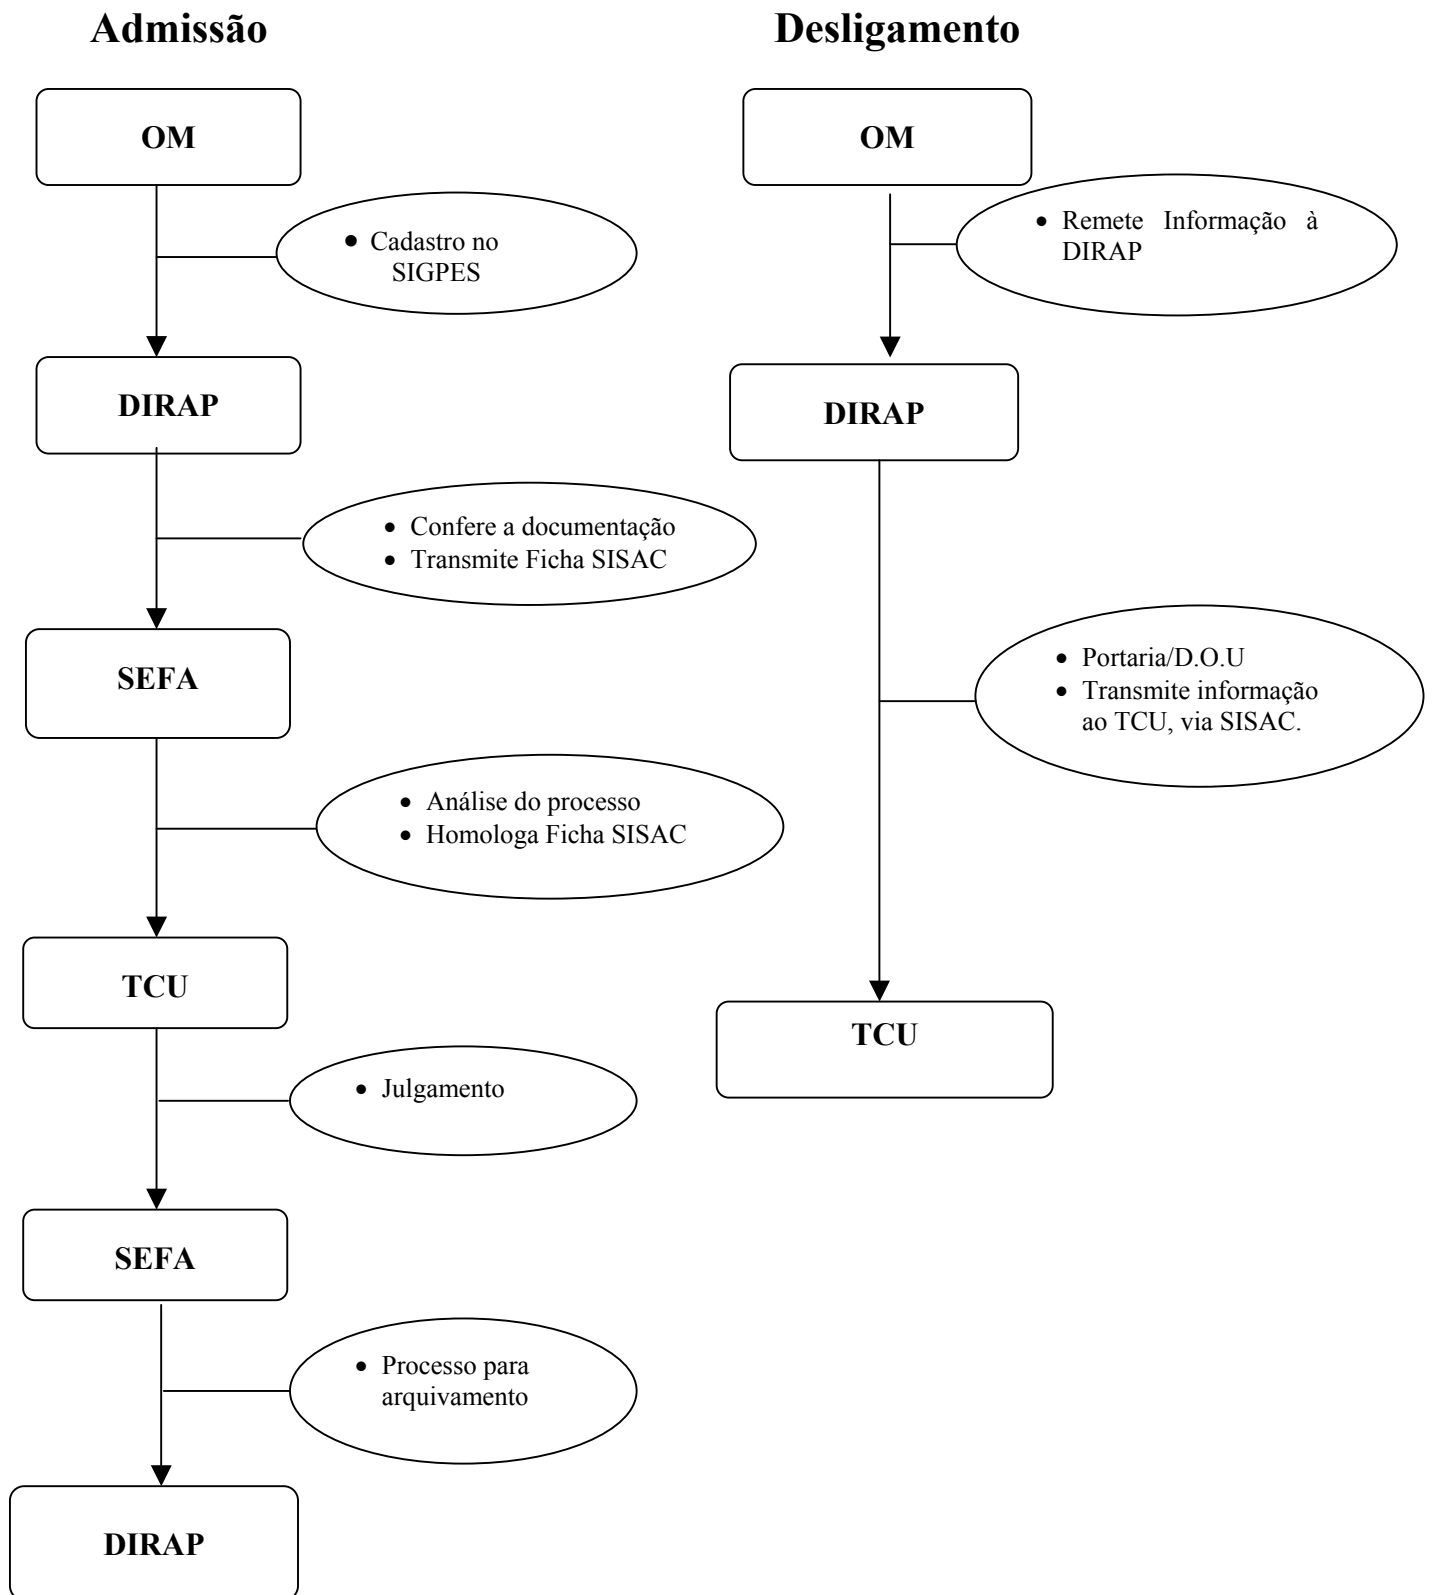 Admissão
OM
• Cadastro no
SIGPES
DIRAP
• Confere a documentação
• Transmite Ficha SISAC
SEFA
• Análise do processo
• Homologa Ficha SISAC
TCU
• Julgamento
SEFA
• Processo para
arquivamento
DIRAP
Desligamento
OM
• Remete Informação à
DIRAP
DIRAP
• Portaria/D.O.U
• Transmite informação
ao TCU, via SISAC.
TCU